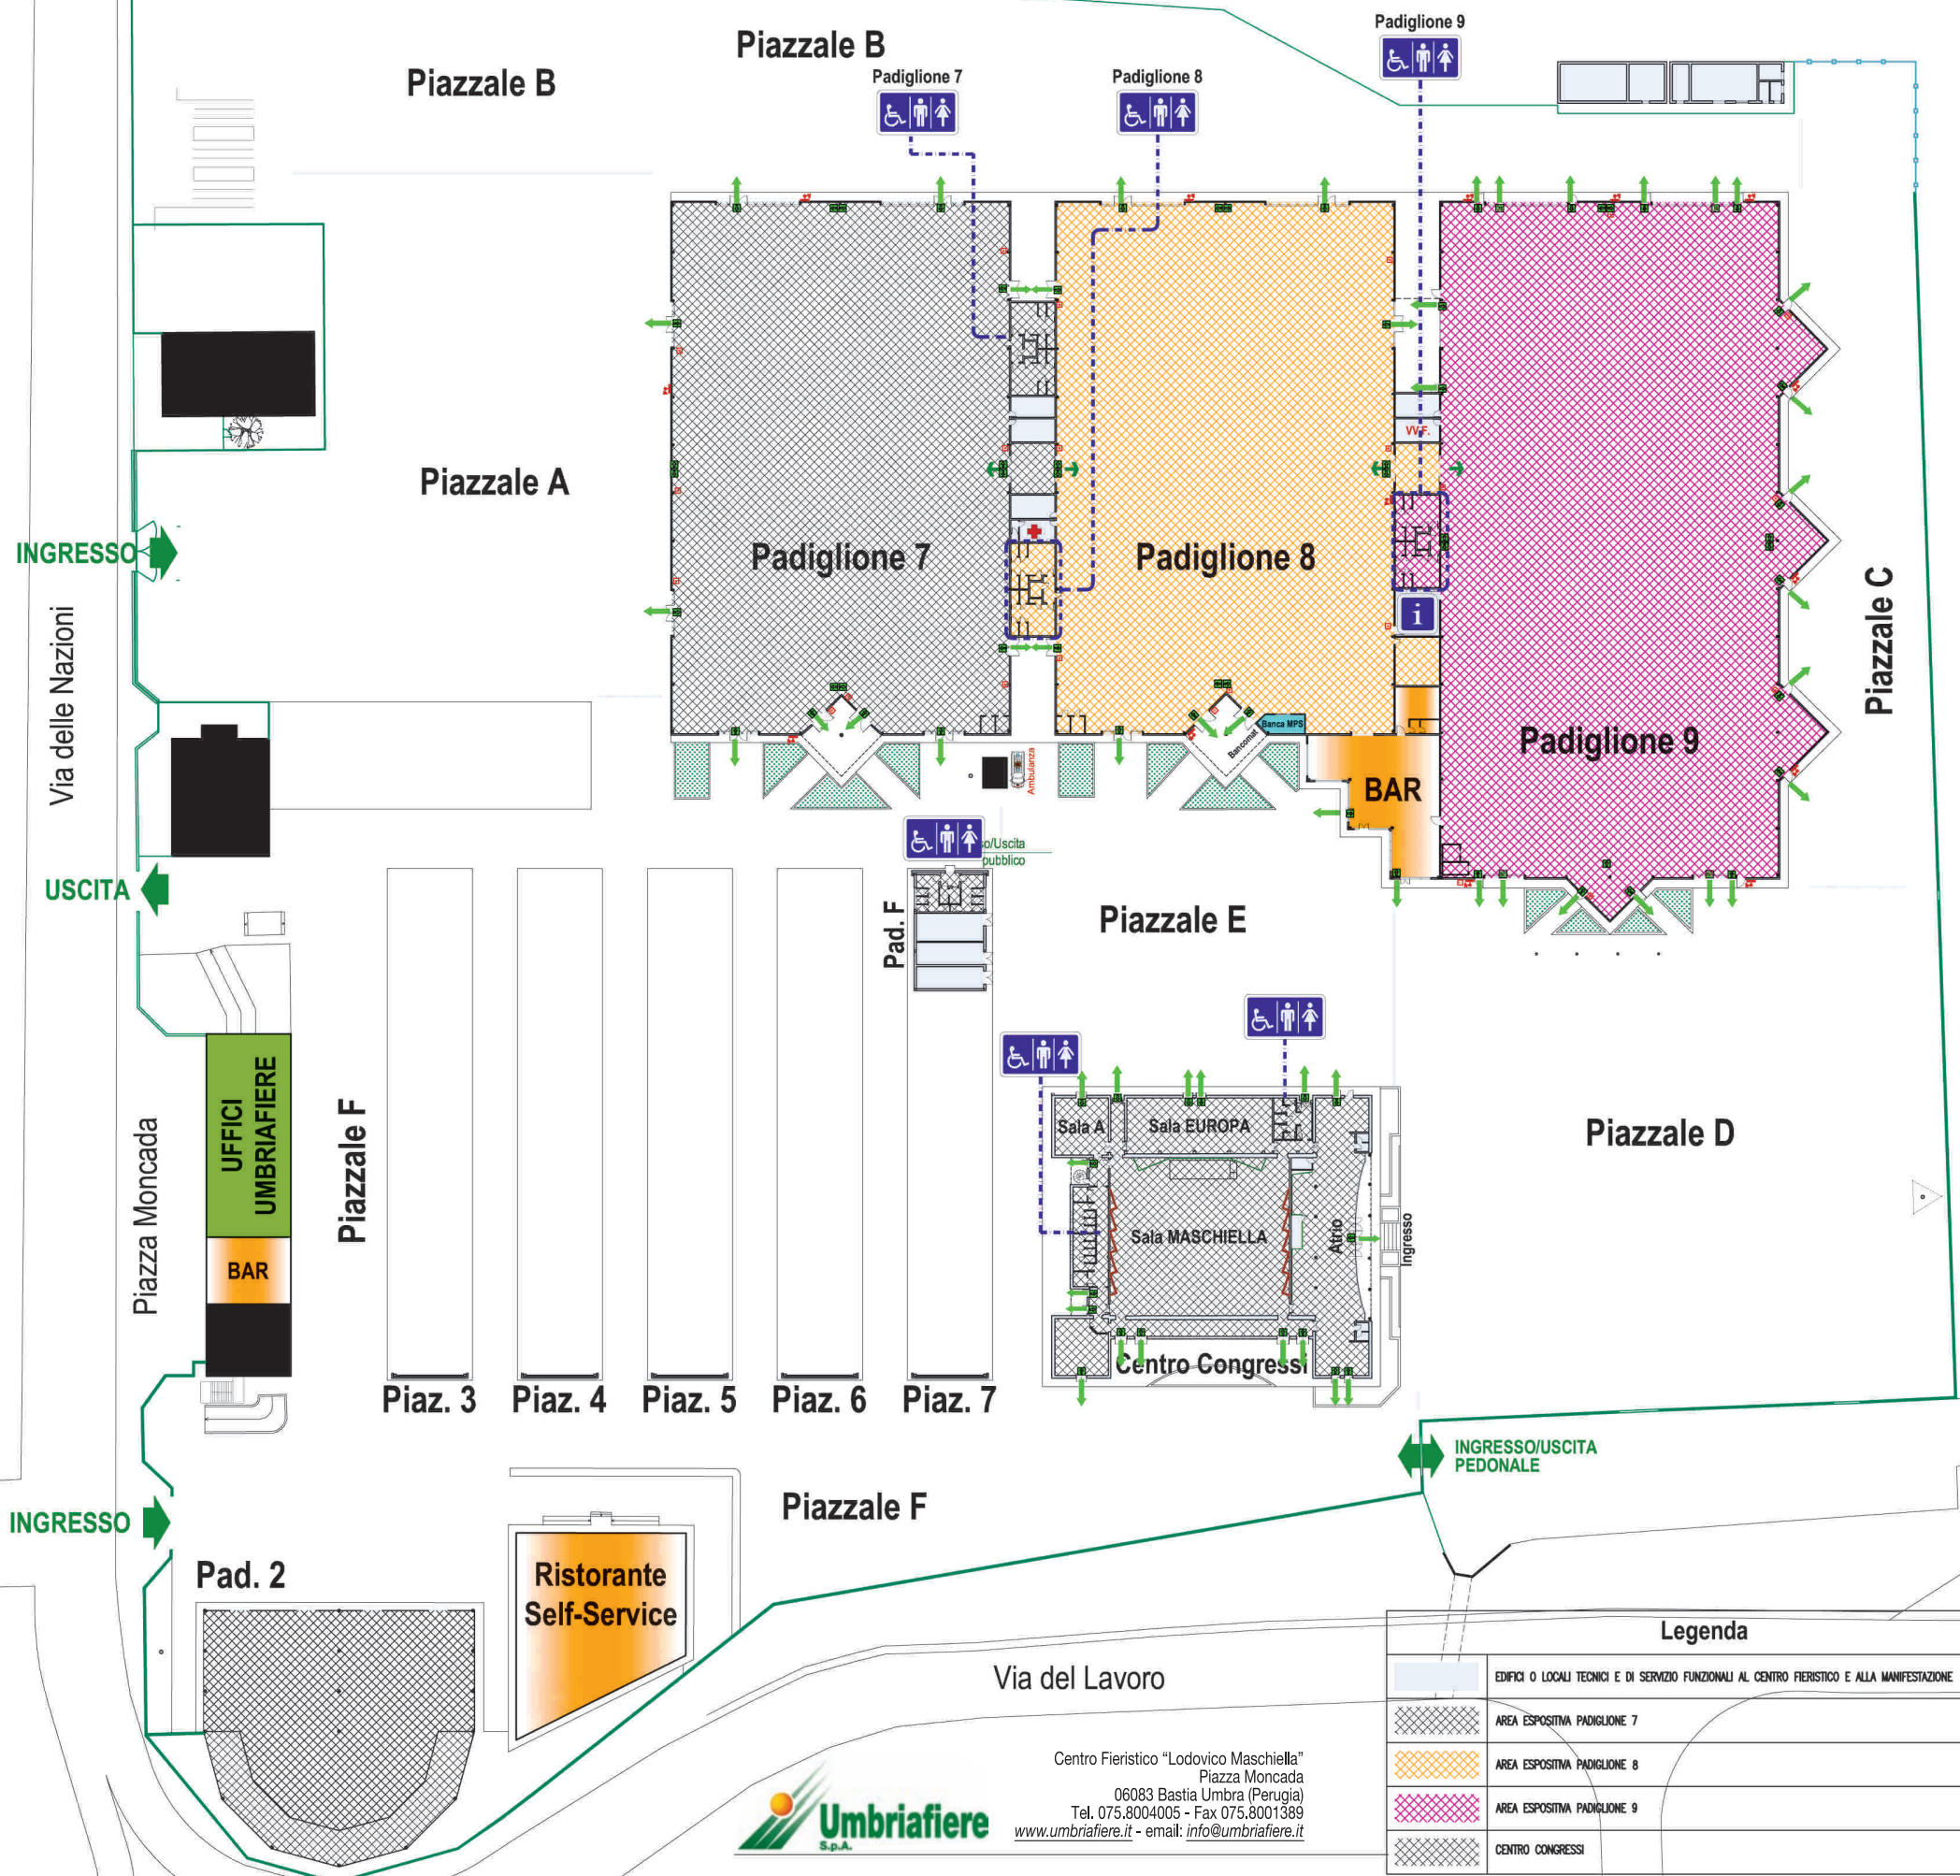 Padiglione 9
Piazzale B
Piazzale B
Padiglione 7
Padiglione 8
Piazzale A
VV.F.
INGRESSO
Padiglione 7
Padiglione 8
i
Piazzale C
Via delle Nazioni
Banca MPS
Bancomat
Padiglione 9
Ambulanza
BAR
o/Uscita
pubblico
USCITA
Pad. F
Piazzale E
UFFICI
UMBRIAFIERE
Piazzale F
Piazza Moncada
BAR
Sala A
Sala EUROPA
Piazzale D
Sala MASCHIELLA
Atrio
Ingresso
Centro Congressi
Piaz. 3
Piaz. 4
Piaz. 5
Piaz. 6
Piaz. 7
INGRESSO/USCITA
PEDONALE
INGRESSO
Piazzale F
Pad. 2
Ristorante
Self-Service
Via del Lavoro
Legenda
EDIFICI O LOCALI TECNICI E DI SERVIZIO FUNZIONALI AL CENTRO FIERISTICO E ALLA MANIFESTAZIONE
AREA ESPOSITIVA PADIGLIONE 7
AREA ESPOSITIVA PADIGLIONE 8
AREA ESPOSITIVA PADIGLIONE 9
CENTRO CONGRESSI
Umbriafiere
S.p.A.
Centro Fieristico “Lodovico Maschiella”
Piazza Moncada
06083 Bastia Umbra (Perugia)
Tel. 075.8004005 - Fax 075.8001389
www.umbriafiere.it - email: info@umbriafiere.it